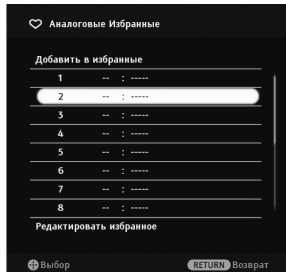 Аналоговые Избранные
Добавить в избранные
1 -- : -----
2 -- : -----
3 -- : -----
4 -- : -----
5 -- : -----
6 -- : -----
7 -- : -----
8 -- : -----
Редактировать избранное
Выбор RETURN Возврат